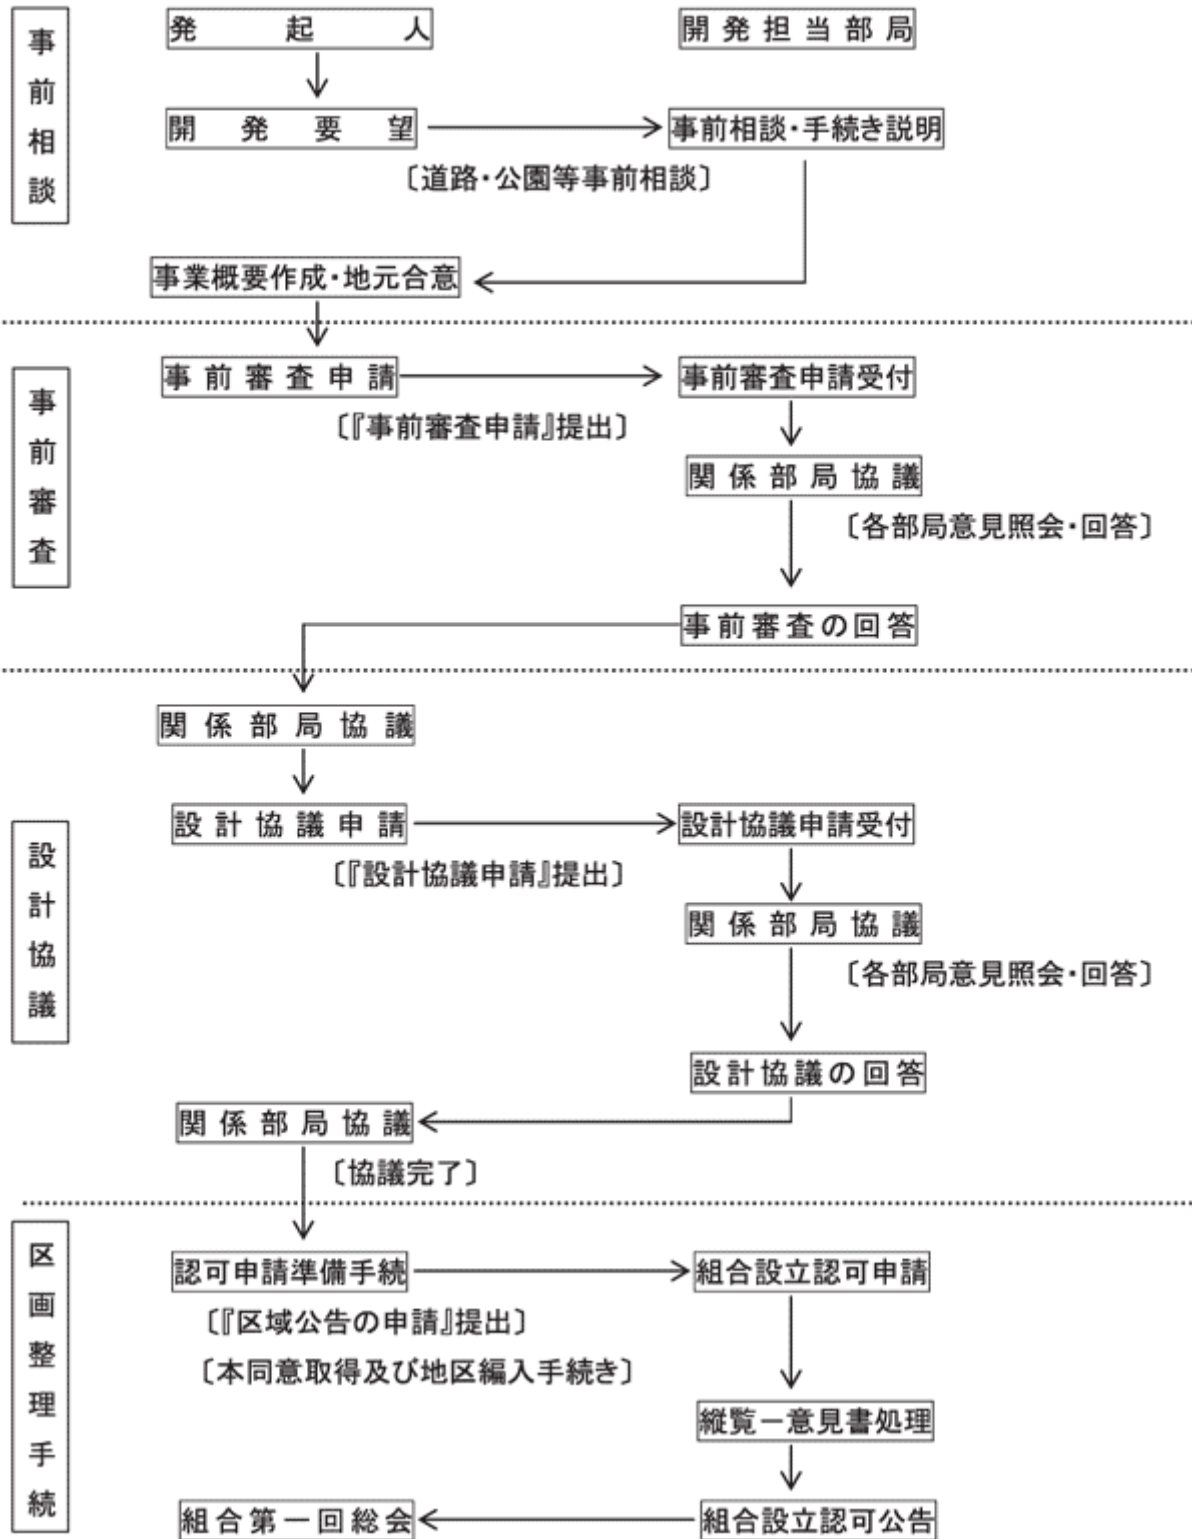 事前相談
発起人
開発担当部局
開発要望
事前相談・手続き説明
〔道路・公園等事前相談〕
事業概要作成・地元合意
事前審査
事前審査申請
事前審査申請受付
〔『事前審査申請』提出〕
関係部局協議
〔各部局意見照会・回答〕
事前審査の回答
設計協議
関係部局協議
設計協議申請
設計協議申請受付
〔『設計協議申請』提出〕
関係部局協議
〔各部局意見照会・回答〕
設計協議の回答
関係部局協議
〔協議完了〕
区画整理手続
認可申請準備手続
組合設立認可申請
〔『区域公告の申請』提出〕
〔本同意取得及び地区編入手続き〕
縦覧－意見書処理
組合第一回総会
組合設立認可公告